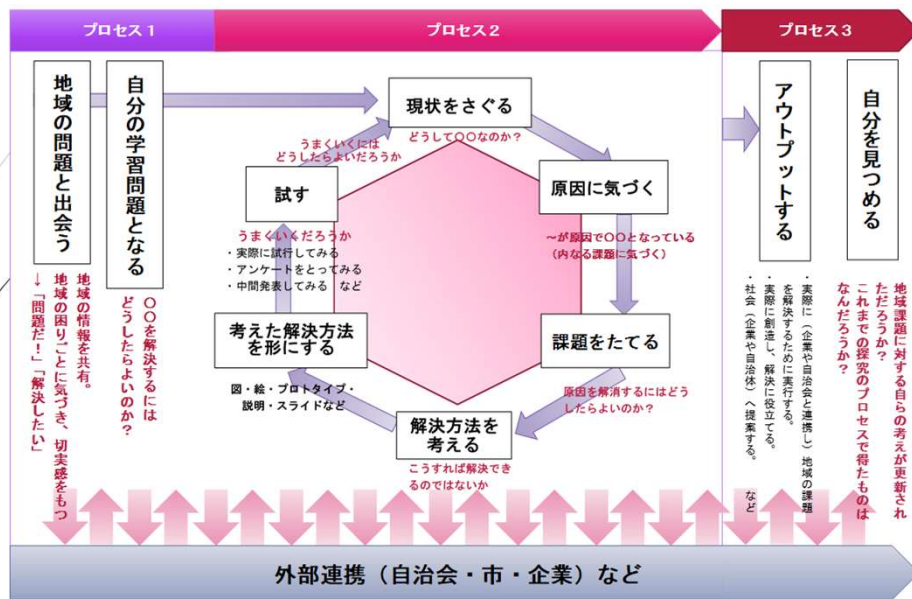 プロセス1
プロセス2
プロセス3
地域の問題と出会う
地域の情報を共有。
地域の困りごとに気づき、切実感をもつ
→「問題だ！」「解決したい」
自分の学習問題となる
〇〇を解決するには
どうしたらよいのか？
現状をさぐる
どうして〇〇なのか？
原因に気づく
～が原因で〇〇となっている
（内なる課題に気づく）
課題をたてる
原因を解消するにはどう
したらよいのか？
解決方法を
考える
こうすれば解決でき
るのではないか
考えた解決方法
を形にする
図・絵・プロトタイプ・
説明・スライドなど
試す
うまくいくだろうか
・実際に試行してみる
・アンケートをとってみる
・中間発表してみる　など
うまくいくには
どうしたらよいだろうか
アウトプットする
・実際に（企業や自治会と連携し）地域の課題
を解決するために実行する。
・実際に創造し、解決に役立てる。
・社会（企業や自治体）へ提案する。　など
自分を見つめる
地域課題に対する自らの考えが更新され
ただろうか？
これまでの探究のプロセスで得たものは
なんだろうか？
外部連携（自治会・市・企業）など